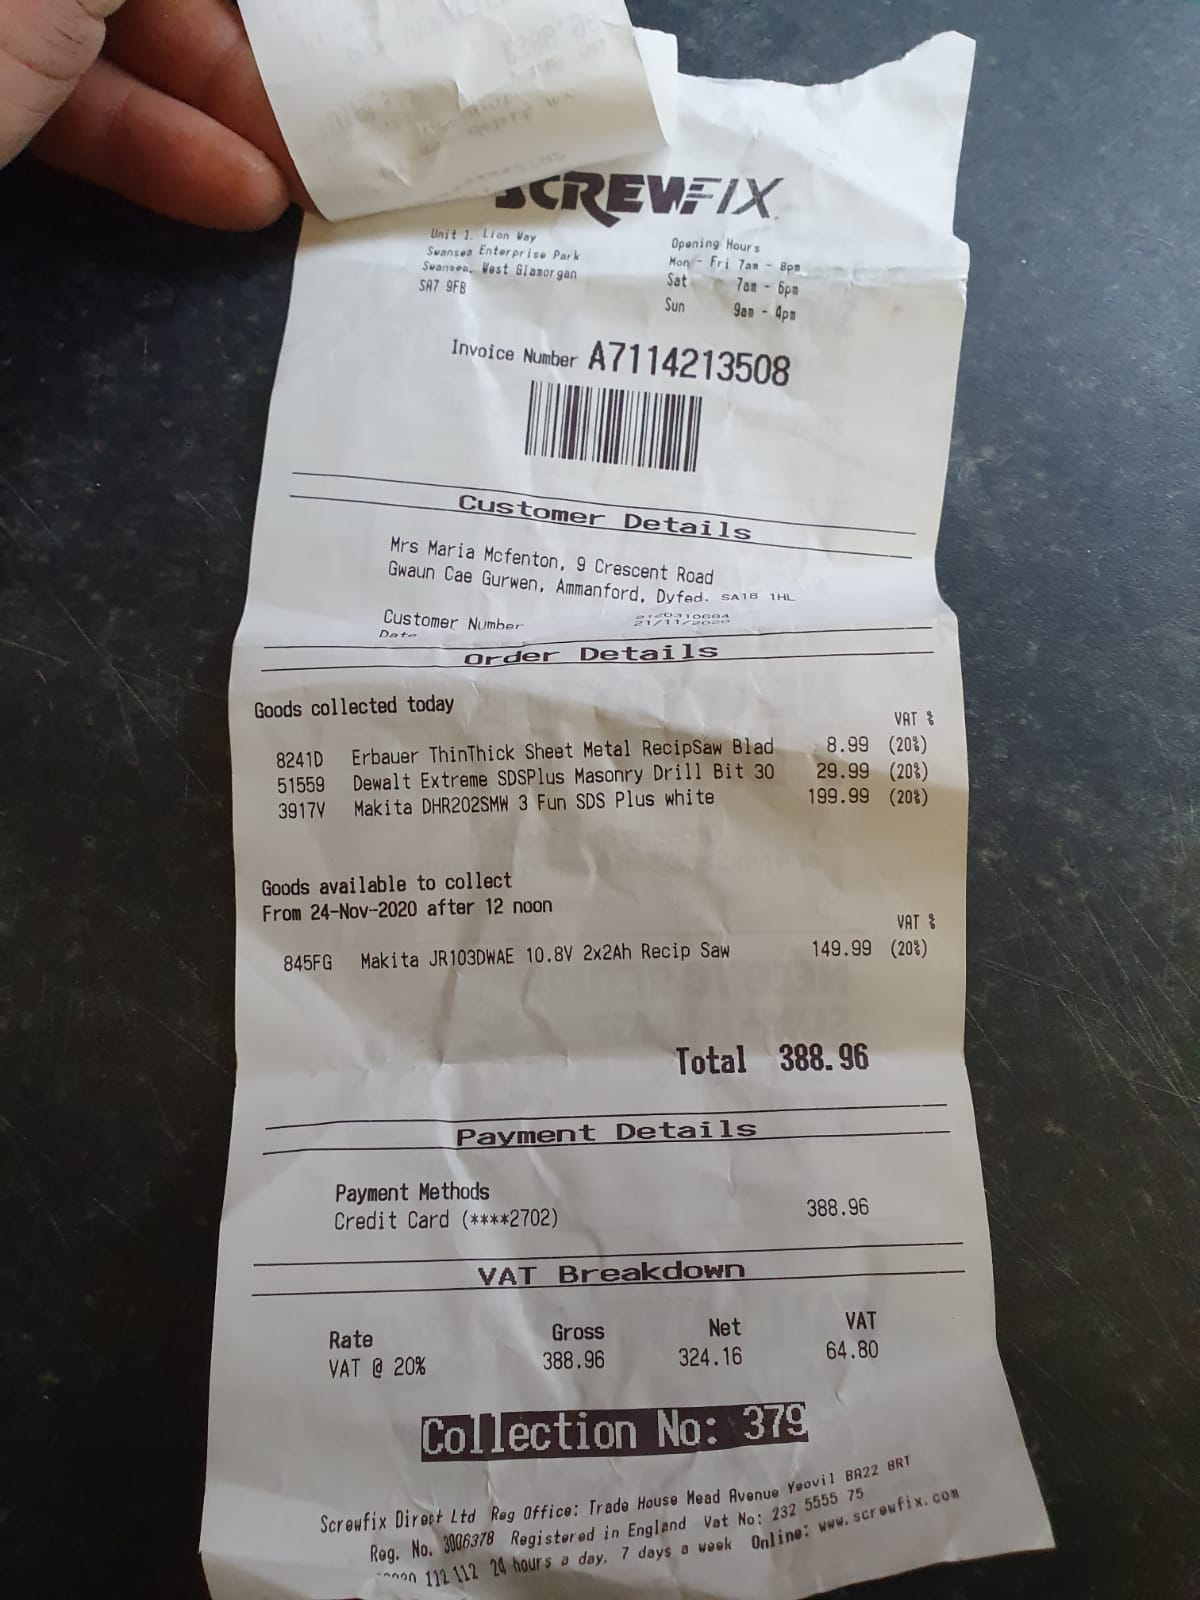 SCREWFIX
Unit 1, Lion Way
Swansea Enterprise Park
Swansea, West Glamorgan
SA7 9FB
Opening Hours
Mon - Fri 7am - 8pm
Sat 7am - 6pm
Sun 9am - 4pm
Invoice Number A7114213508
Customer Details
Mrs Maria Mcfenton, 9 Crescent Road
Gwaun Cae Gurwen, Ammanford, Dyfed. SA18 1HL
Customer Number
Date 21/11/2020
Order Details
Goods collected today
VAT %
8241D Erbauer ThinThick Sheet Metal RecipSaw Blad 8.99 (20%)
51559 Dewalt Extreme SDSPlus Masonry Drill Bit 30 29.99 (20%)
3917V Makita DHR202SMW 3 Fun SDS Plus white 199.99 (20%)
Goods available to collect
From 24-Nov-2020 after 12 noon
VAT %
845FG Makita JR103DWAE 10.8V 2x2Ah Recip Saw 149.99 (20%)
Total 388.96
Payment Details
Payment Methods
Credit Card (****2702) 388.96
VAT Breakdown
Rate Gross Net VAT
VAT @ 20% 388.96 324.16 64.80
Collection No: 379
Screwfix Direct Ltd Reg Office: Trade House Mead Avenue Yeovil BA22 8RT
Reg. No. 3006378 Registered in England Vat No: 232 5555 75
112 112 24 hours a day, 7 days a week Online: www.screwfix.com